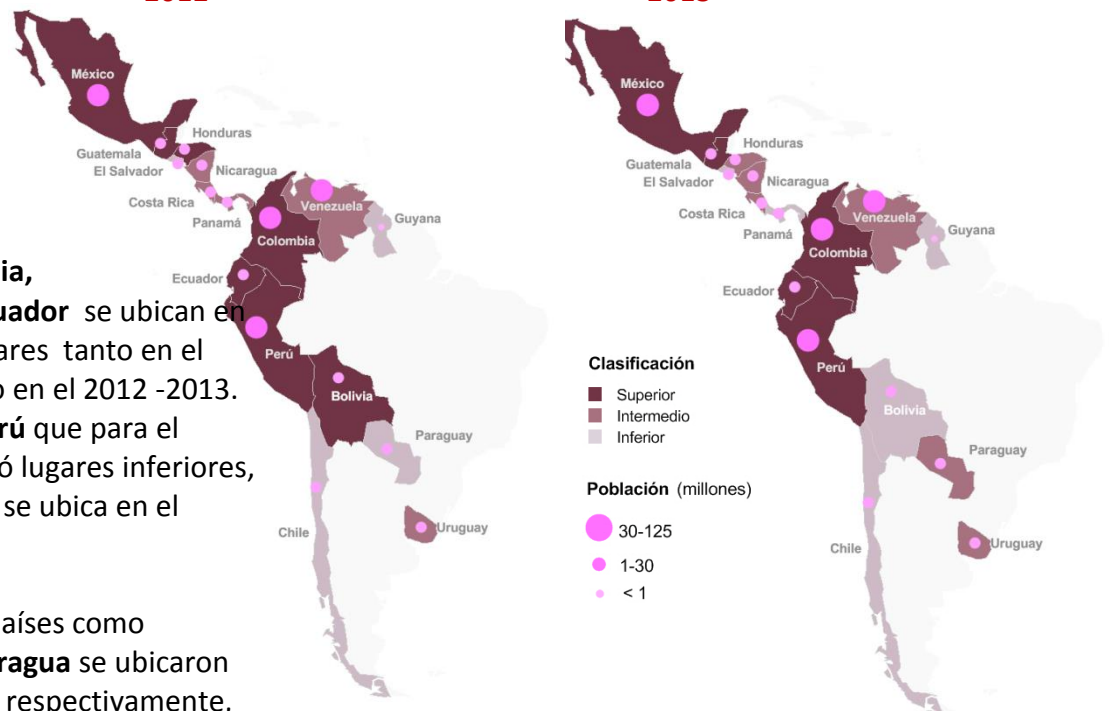 México
Honduras
Guatemala
El Salvador
Nicaragua
Costa Rica
Panamá
Venezuela
Guyana
Colombia
Ecuador
Perú
Bolivia
Paraguay
Chile
Uruguay
ia,
uador se ubican en
ares tanto en el
o en el 2012 -2013.
rú que para el
ó lugares inferiores,
se ubica en el
aíses como
ragua se ubicaron
respectivamente.
México
Honduras
Guatemala
El Salvador
Nicaragua
Costa Rica
Panamá
Venezuela
Guyana
Colombia
Ecuador
Perú
Bolivia
Paraguay
Chile
Uruguay
Clasificación
Superior
Intermedio
Inferior
Población (millones)
30-125
1-30
< 1